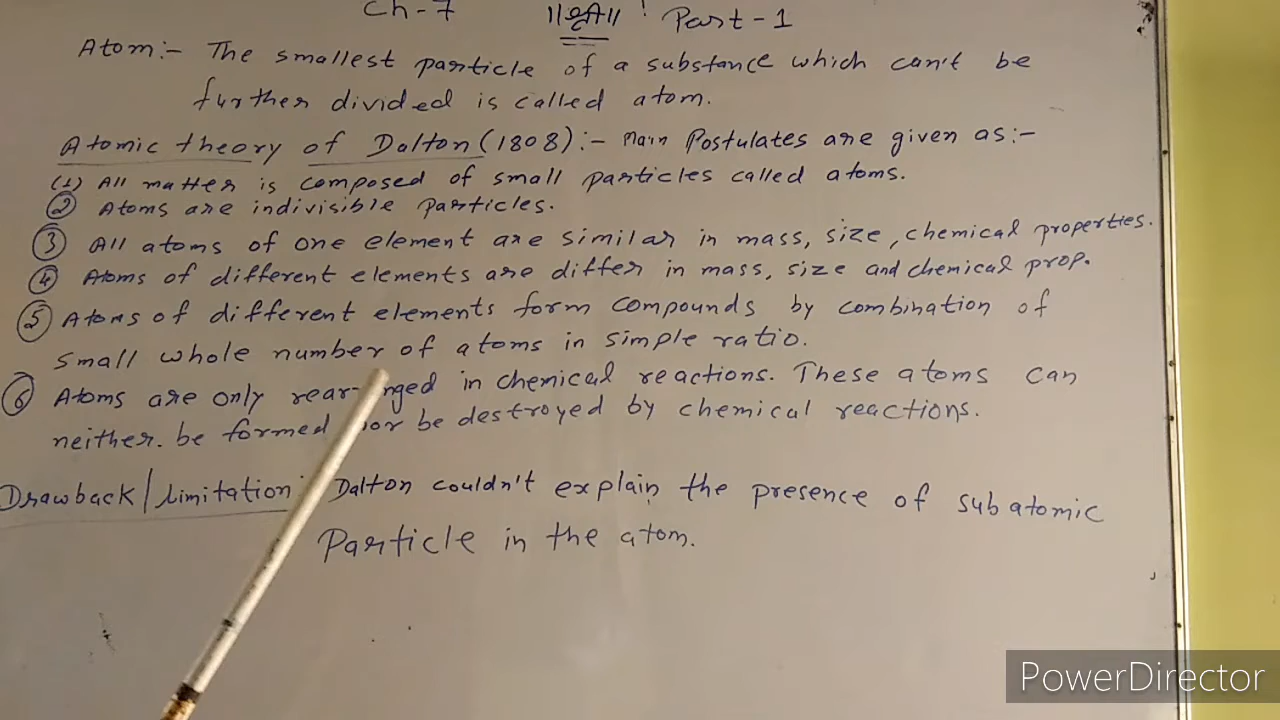 Ch-7 ॥श्री॥ Part-1
Atom:- The smallest particle of a substance which can't be
further divided is called atom.
Atomic theory of Dalton (1808):- Main Postulates are given as:-
(1) All matter is composed of small particles called atoms.
(2) Atoms are indivisible particles.
(3) All atoms of one element are similar in mass, size, chemical properties.
(4) Atoms of different elements are differ in mass, size and chemical prop.
(5) Atoms of different elements form compounds by combination of
small whole number of atoms in simple ratio.
(6) Atoms are only rearranged in chemical reactions. These atoms can
neither be formed nor be destroyed by chemical reactions.
Drawback/limitation: Dalton couldn't explain the presence of subatomic
Particle in the atom.
PowerDirector